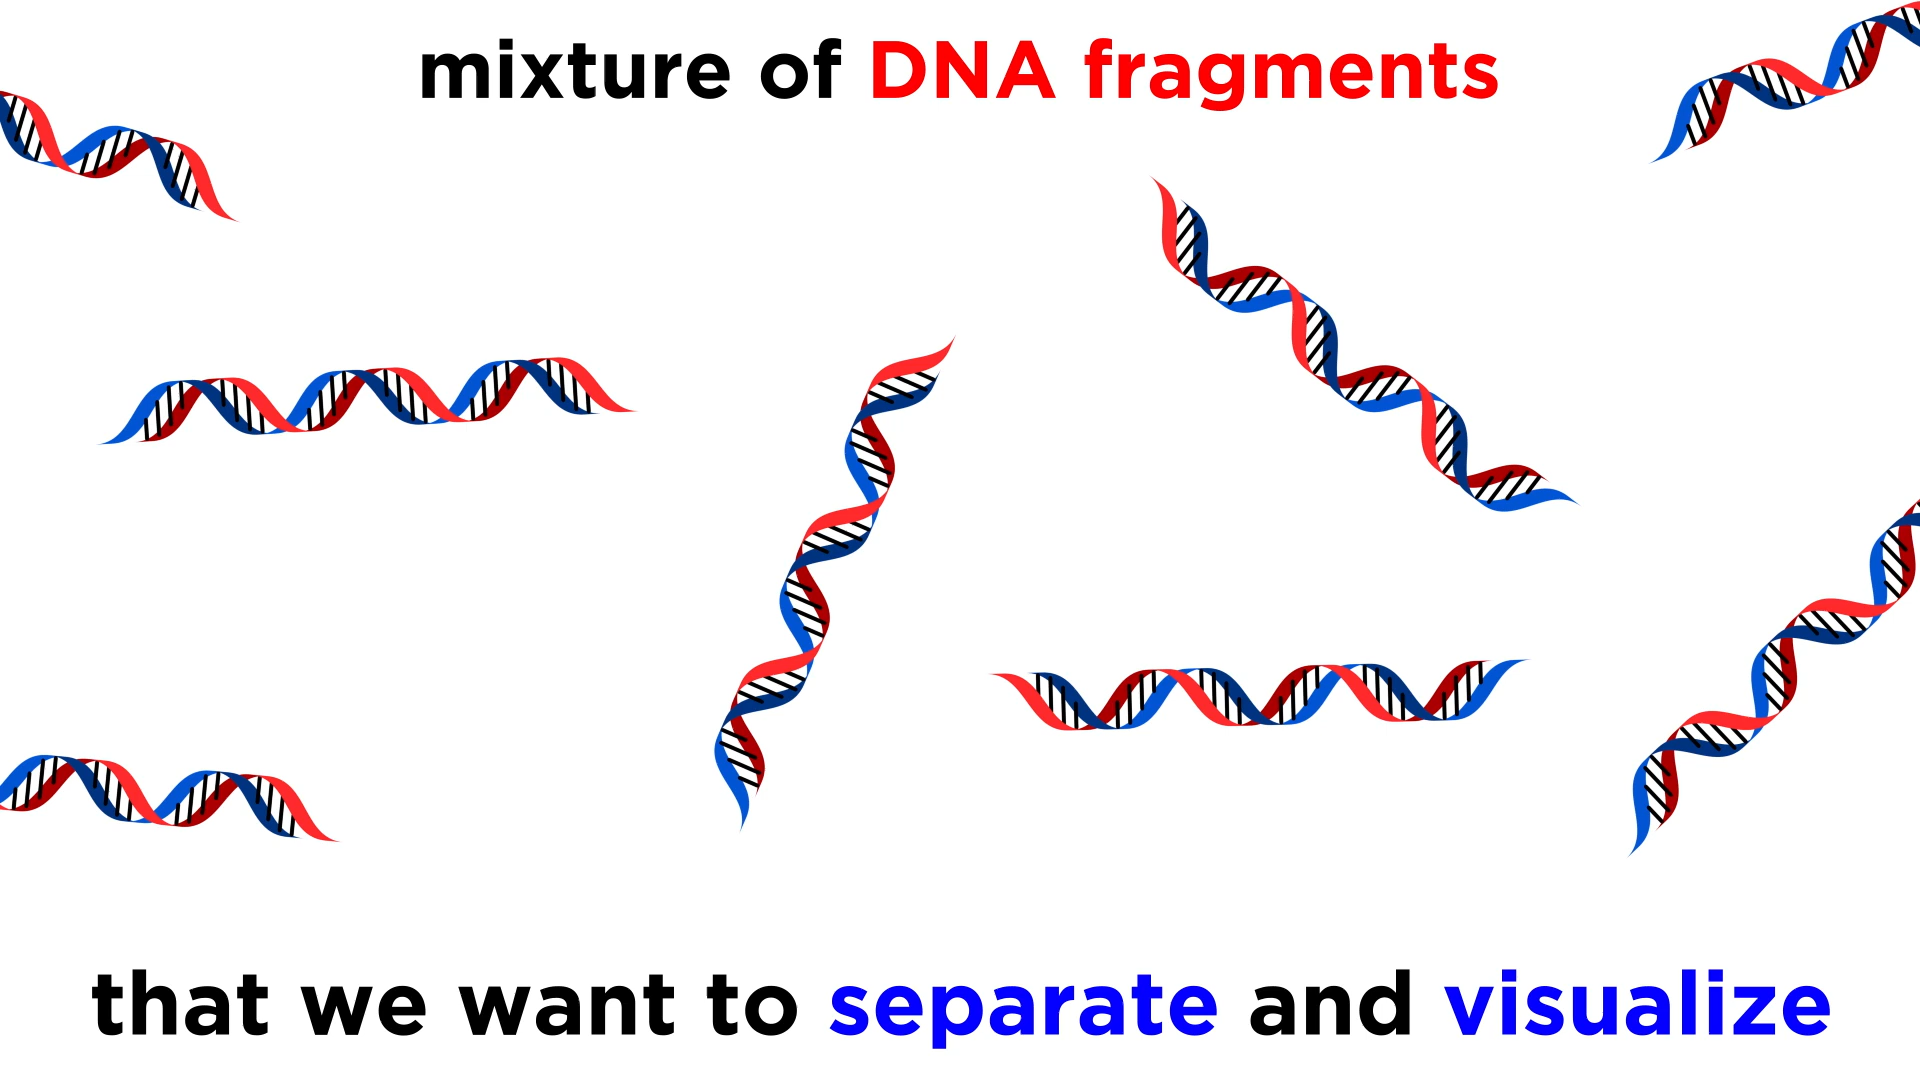 mixture of DNA fragments
that we want to separate and visualize